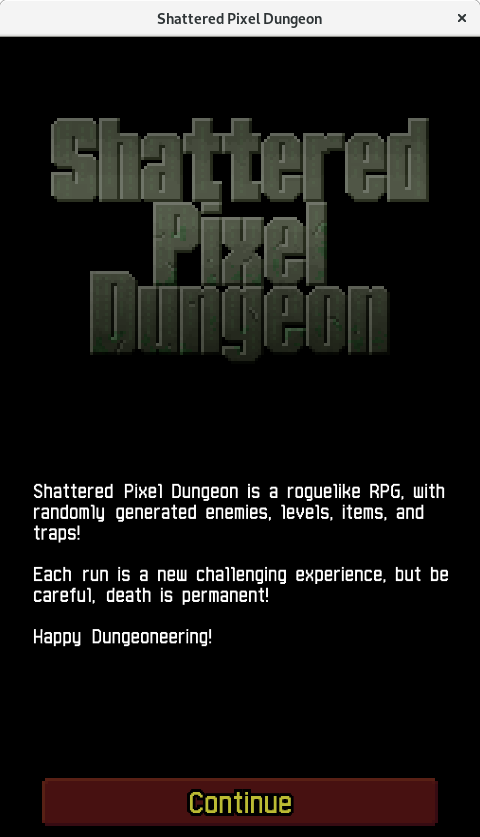 Shattered Pixel Dungeon
Shattered
Pixel
Dungeon
Shattered Pixel Dungeon is a roguelike RPG, with
randomly generated enemies, levels, items, and
traps!
Each run is a new challenging experience, but be
careful, death is permanent!
Happy Dungeoneering!
Continue